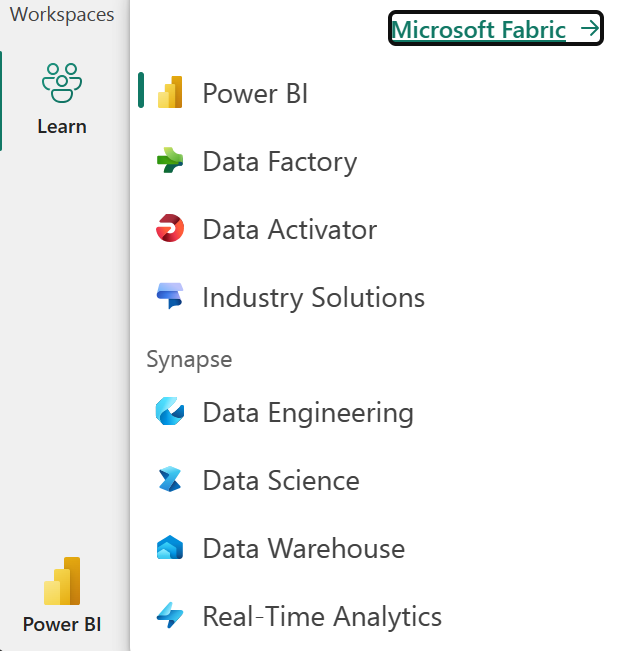 Workspaces
Learn
Power BI
Microsoft Fabric
Power BI
Data Factory
Data Activator
Industry Solutions
Synapse
Data Engineering
Data Science
Data Warehouse
Real-Time Analytics